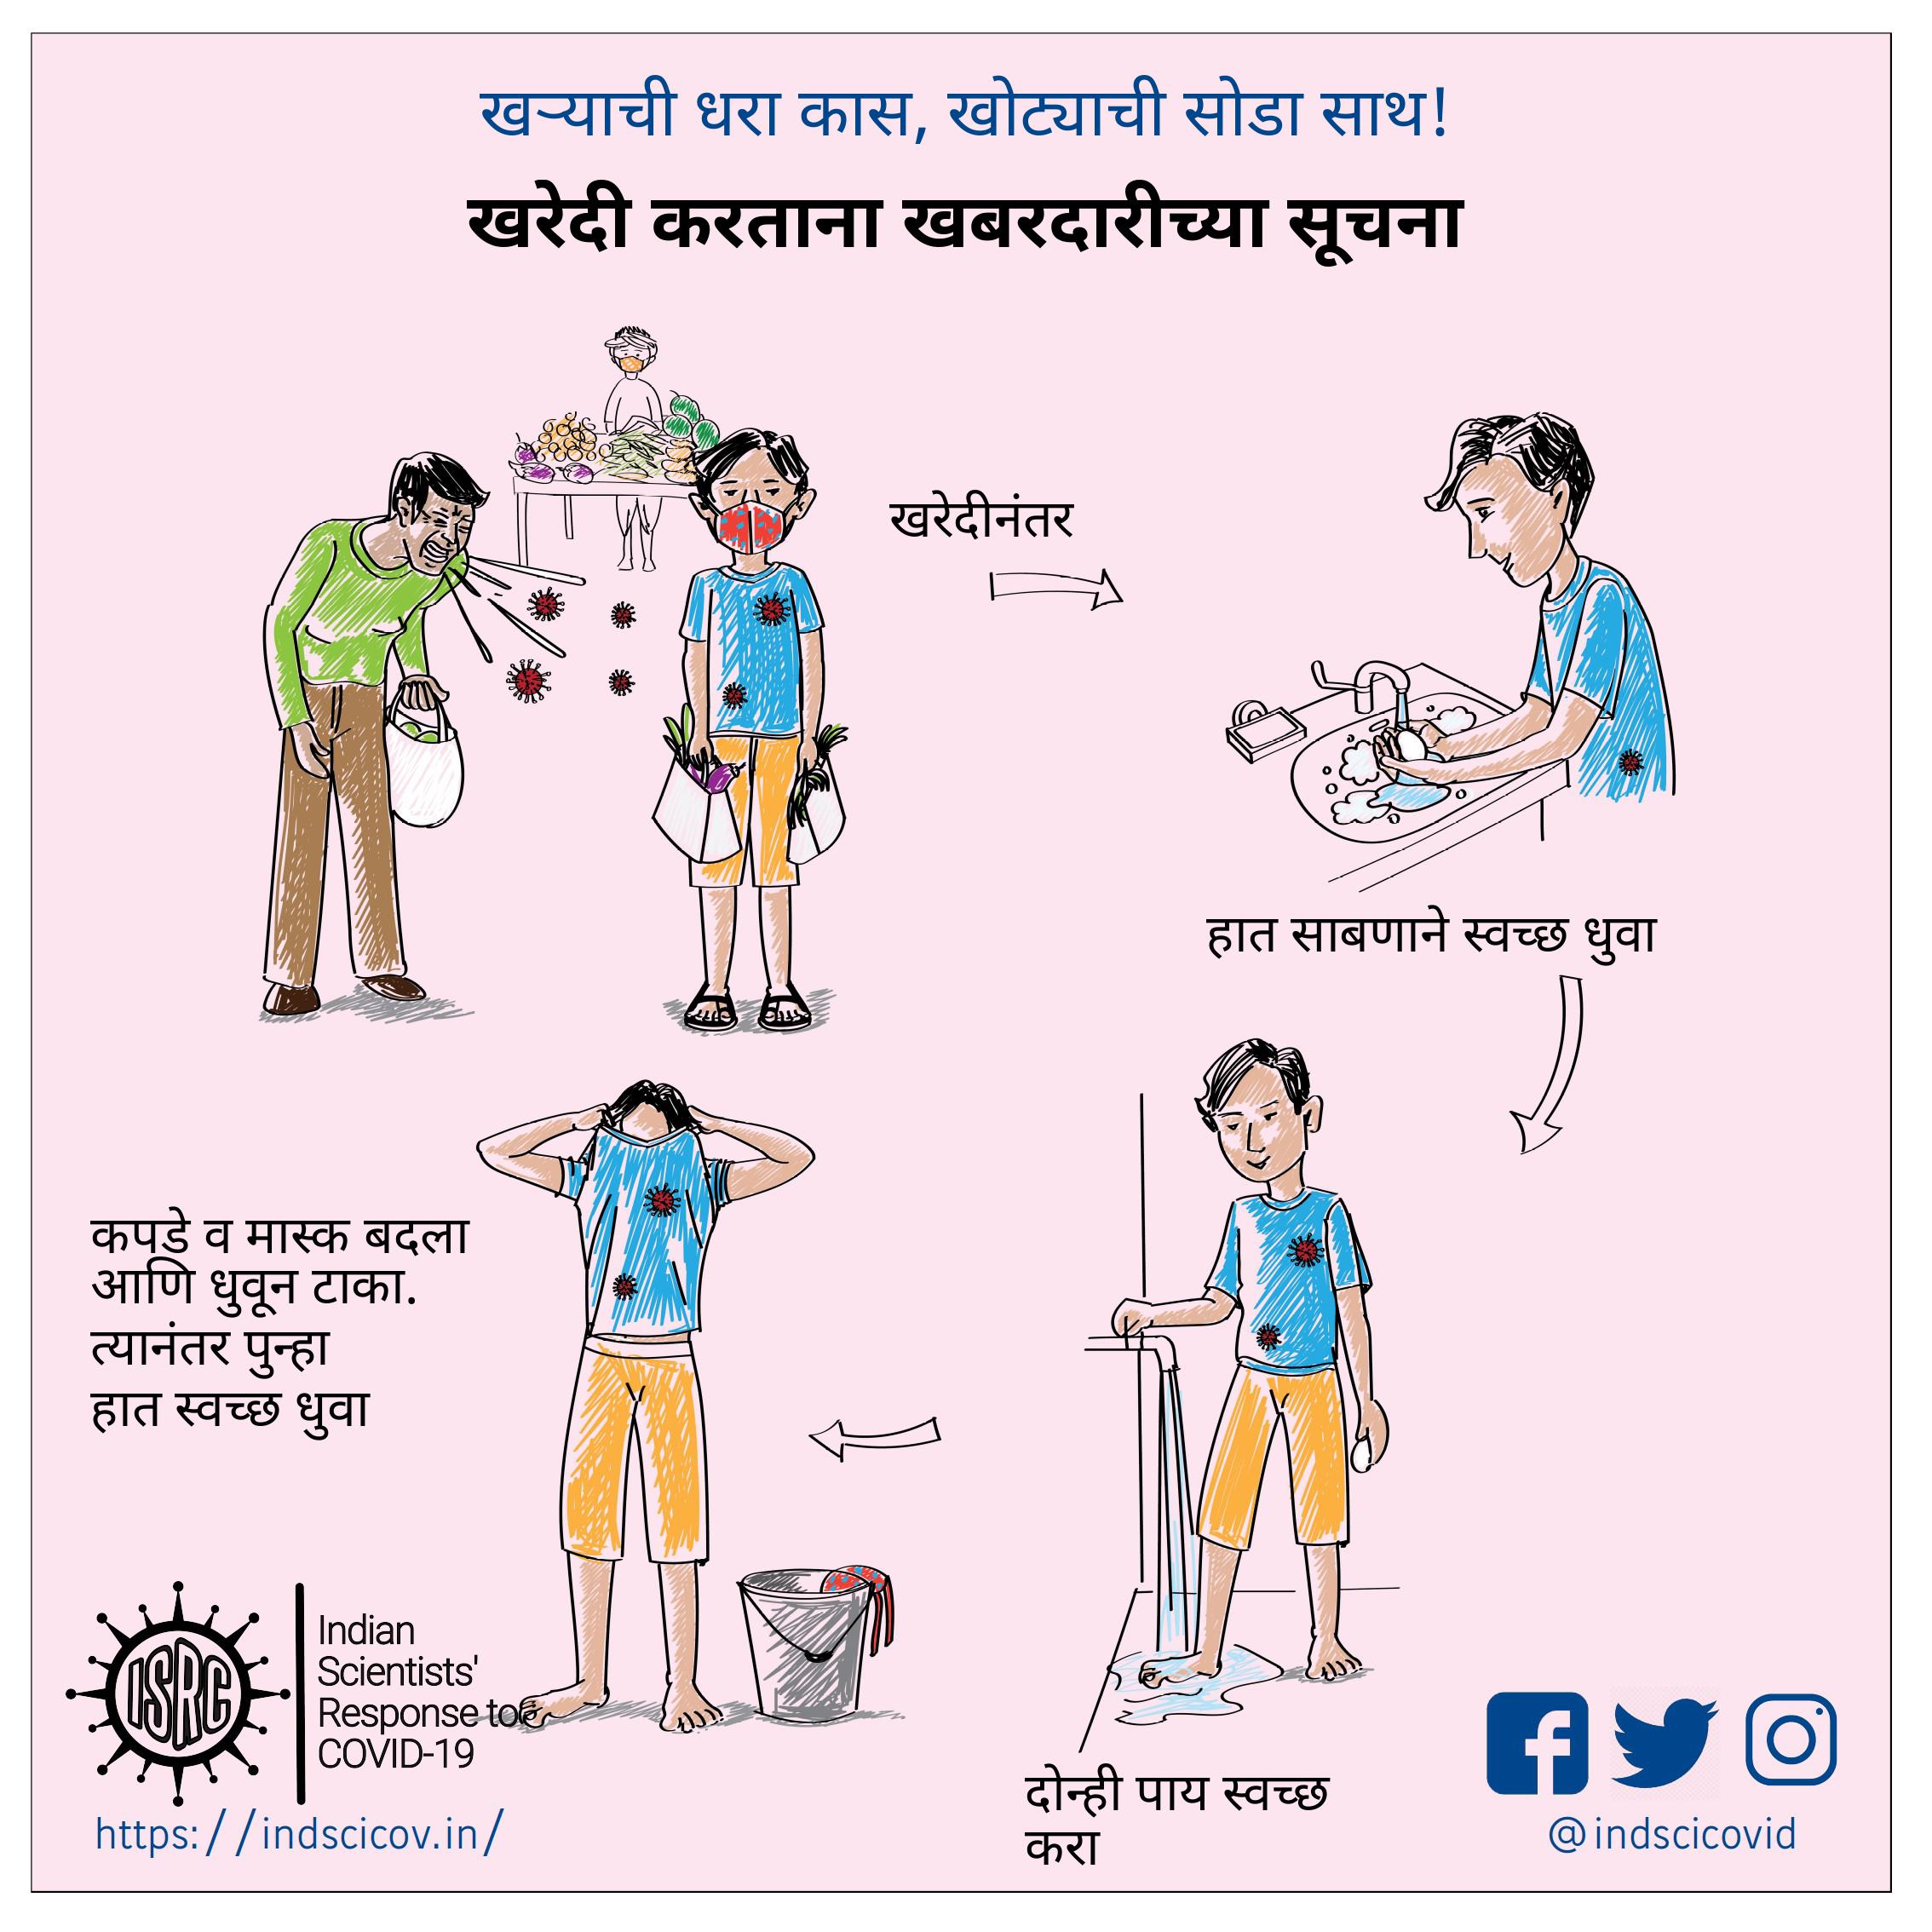 खऱ्याची धरा कास, खोट्याची सोडा साथ!
खरेदी करताना खबरदारीच्या सूचना
खरेदीनंतर
हात साबणाने स्वच्छ धुवा
कपडे व मास्क बदला
आणि धुवून टाका.
त्यानंतर पुन्हा
हात स्वच्छ धुवा
दोन्ही पाय स्वच्छ
करा
ISRC
Indian
Scientists'
Response to
COVID-19
https://indscicov.in/
@indscicovid